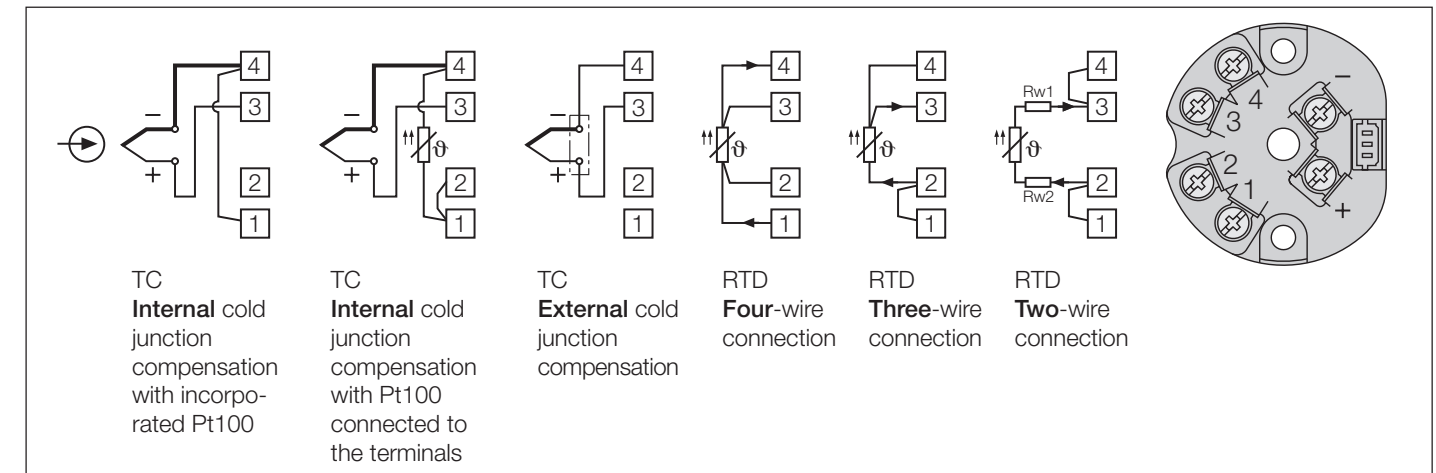 4
3
2
1
−
+
4
3
2
1
−
+
ϑ
4
3
2
1
−
+
4
3
2
1
ϑ
4
3
2
1
ϑ
4
3
2
1
Rw1
Rw2
ϑ
4
3
2
1
−
+
TC
Internal cold
junction
compensation
with incorpo-
rated Pt100
TC
Internal cold
junction
compensation
with Pt100
connected to
the terminals
TC
External cold
junction
compensation
RTD
Four-wire
connection
RTD
Three-wire
connection
RTD
Two-wire
connection